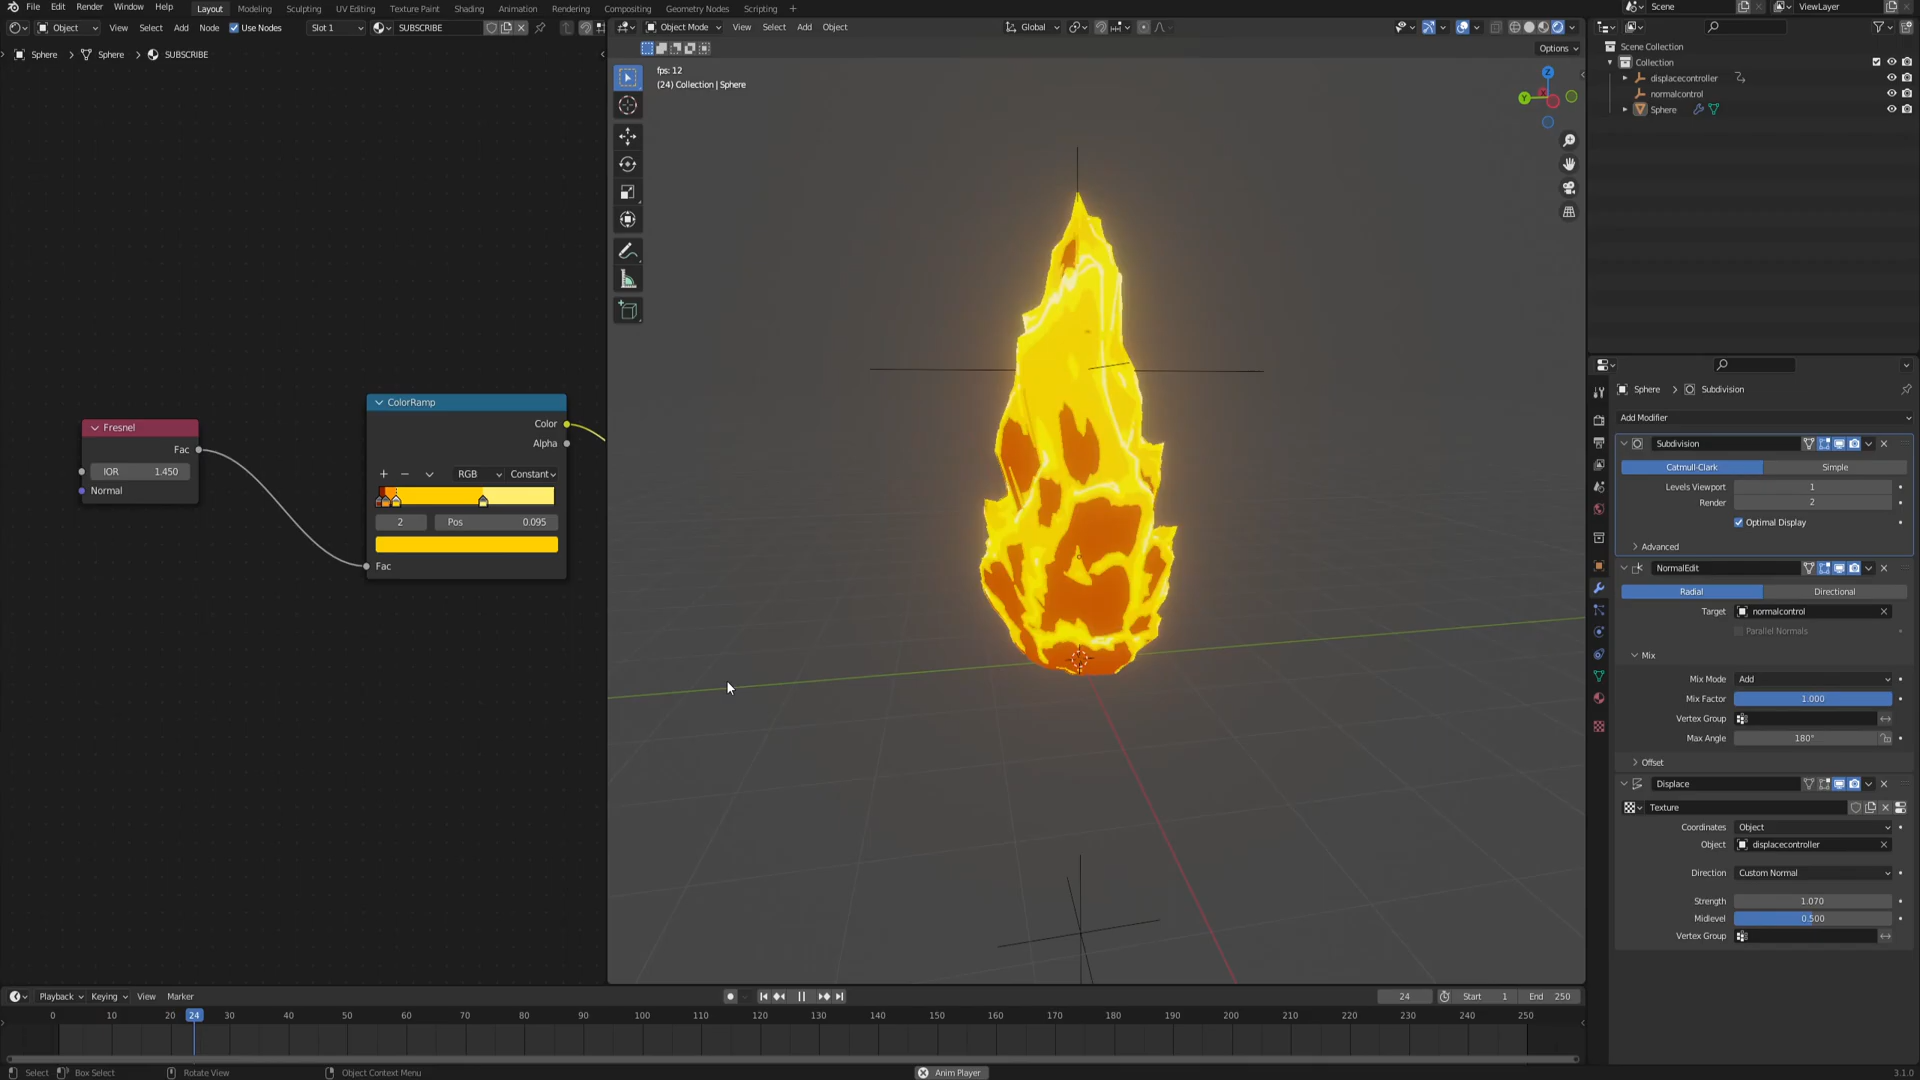 File Edit Render Window Help Layout Modeling Sculpting UV Editing Texture Paint Shading Animation Rendering Compositing Geometry Nodes Scripting + Scene ViewLayer
Object View Select Add Node Use Nodes Slot 1 SUBSCRIBE Object Mode View Select Add Object Global
Options
Sphere > Sphere > SUBSCRIBE
fps: 12
(24) Collection | Sphere
Z
Y
X
Scene Collection
Collection
displacecontroller
normalcontrol
Sphere
Fresnel
Fac
IOR 1.450
Normal
ColorRamp
Color
Alpha
RGB Constant
2 Pos 0.095
Fac
Sphere > Subdivision
Add Modifier
Subdivision
Catmull-Clark Simple
Levels Viewport 1
Render 2
Optimal Display
Advanced
NormalEdit
Radial Directional
Target normalcontrol
Parallel Normals
Mix
Mix Mode Add
Mix Factor 1.000
Vertex Group
Max Angle 180°
Offset
Displace
Texture
Coordinates Object
Object displacecontroller
Direction Custom Normal
Strength 1.070
Midlevel 0.500
Vertex Group
Playback Keying View Marker 24 Start 1 End 250
0 10 20 24 30 40 50 60 70 80 90 100 110 120 130 140 150 160 170 180 190 200 210 220 230 240 250
Select Box Select Rotate View Object Context Menu Anim Player 3.1.0